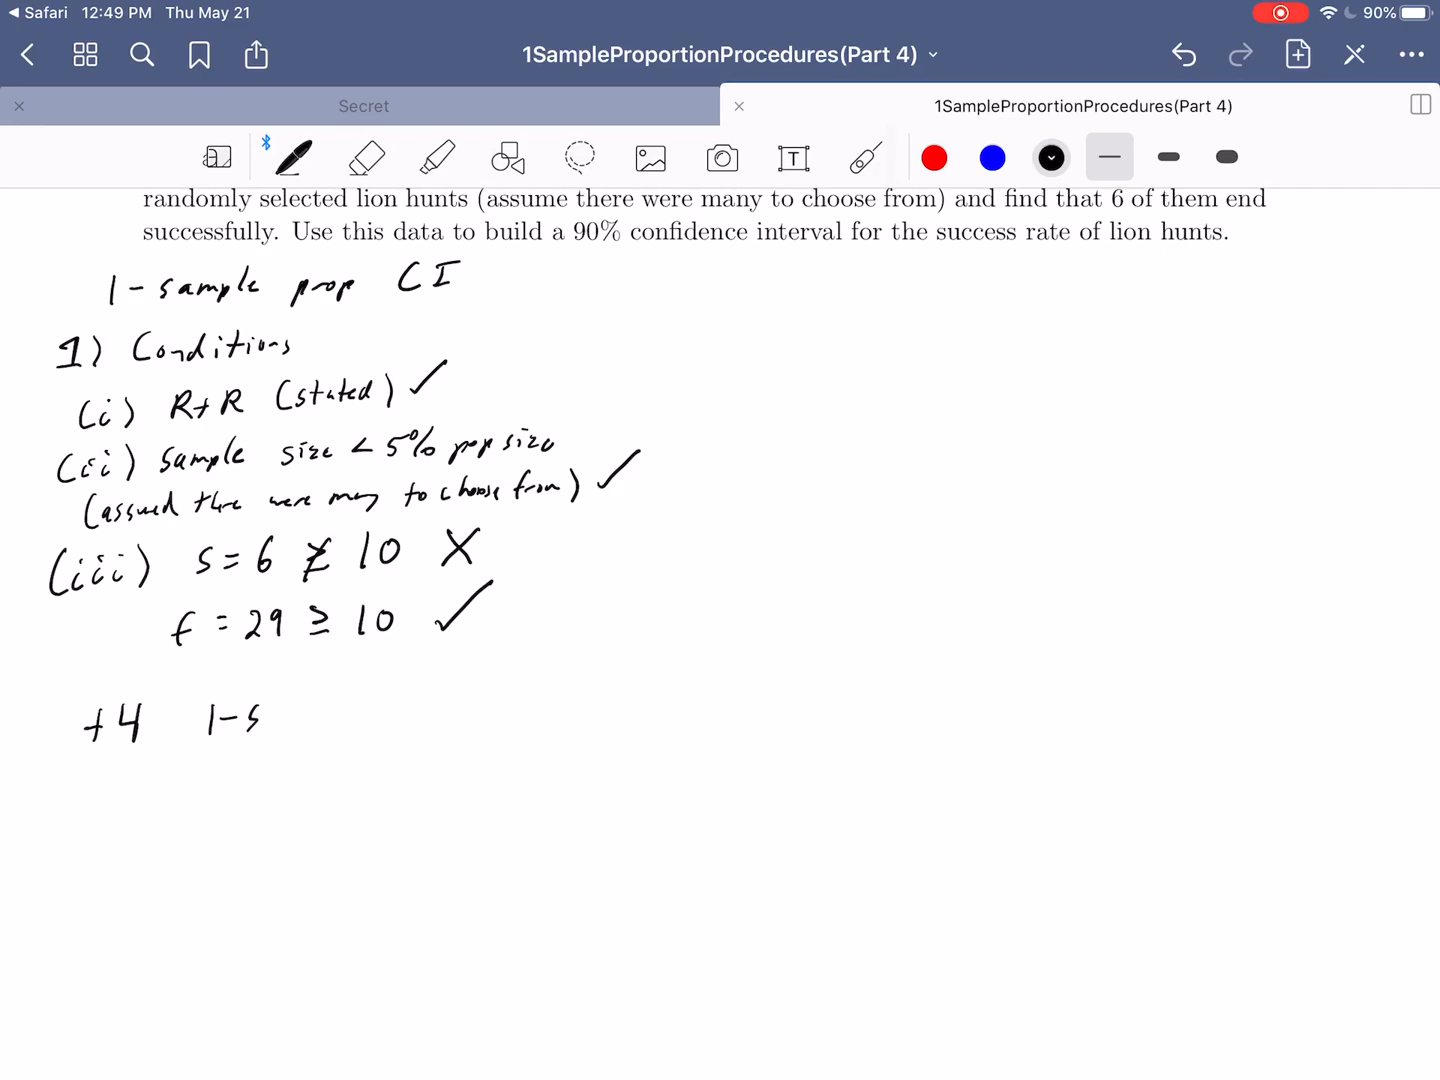 Safari 12:49 PM Thu May 21 90%
1SampleProportionProcedures(Part 4)
Secret
1SampleProportionProcedures(Part 4)
T
randomly selected lion hunts (assume there were many to choose from) and find that 6 of them end
successfully. Use this data to build a 90% confidence interval for the success rate of lion hunts.
1-sample prop CI
1) Conditions
(i) R+R (stated) ✓
(ii) sample size < 5% pop size
(assumed there were many to choose from) ✓
(iii) s = 6 ≱ 10 X
f = 29 ≥ 10 ✓
+4 1-s